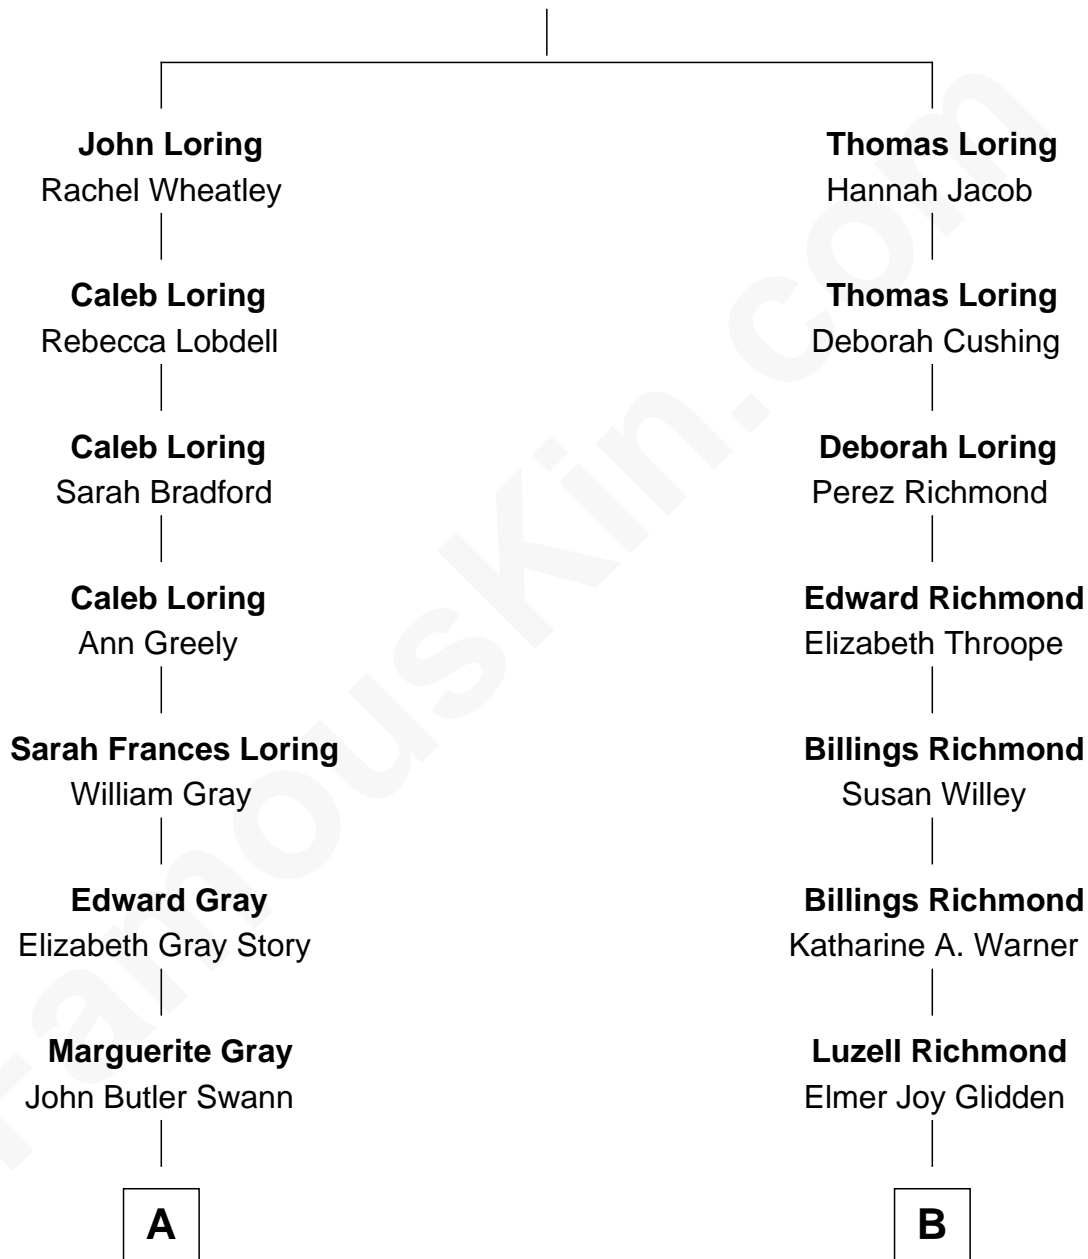 John Loring
Rachel Wheatley
Caleb Loring
Rebecca Lobdell
Caleb Loring
Sarah Bradford
Caleb Loring
Ann Greely
Sarah Frances Loring
William Gray
Edward Gray
Elizabeth Gray Story
Marguerite Gray
John Butler Swann
A
Thomas Loring
Hannah Jacob
Thomas Loring
Deborah Cushing
Deborah Loring
Perez Richmond
Edward Richmond
Elizabeth Throope
Billings Richmond
Susan Willey
Billings Richmond
Katharine A. Warner
Luzell Richmond
Elmer Joy Glidden
B
FamousKin.com